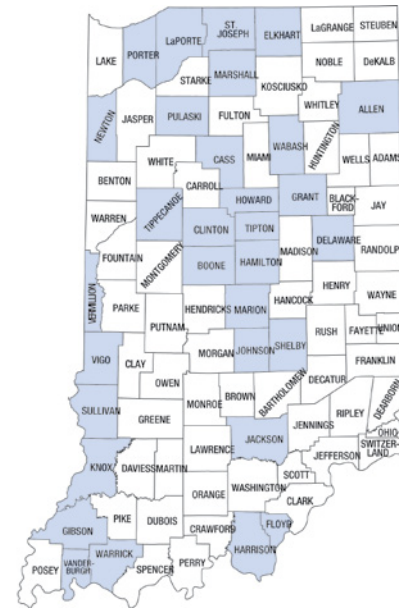 LAKE
PORTER
LaPORTE
ST.
JOSEPH
ELKHART
LaGRANGE
STEUBEN
NOBLE
DeKALB
STARKE
MARSHALL
KOSCIUSKO
WHITLEY
ALLEN
NEWTON
JASPER
PULASKI
FULTON
WABASH
HUNTINGTON
WHITE
CASS
MIAMI
WELLS
ADAMS
BENTON
CARROLL
HOWARD
GRANT
BLACK-
FORD
JAY
WARREN
TIPPECANOE
CLINTON
TIPTON
MADISON
DELAWARE
RANDOLPH
FOUNTAIN
MONTGOMERY
BOONE
HAMILTON
HENRY
WAYNE
VERMILLION
PARKE
PUTNAM
HENDRICKS
MARION
HANCOCK
RUSH
FAYETTE
UNION
VIGO
CLAY
OWEN
MORGAN
JOHNSON
SHELBY
FRANKLIN
DECATUR
BARTHOLOMEW
BROWN
MONROE
SULLIVAN
GREENE
DEARBORN
RIPLEY
JENNINGS
OHIO
SWITZER-
LAND
JACKSON
LAWRENCE
JEFFERSON
KNOX
DAVIESS
MARTIN
ORANGE
WASHINGTON
SCOTT
CLARK
GIBSON
PIKE
DUBOIS
CRAWFORD
FLOYD
HARRISON
POSEY
VANDER-
BURGH
WARRICK
SPENCER
PERRY